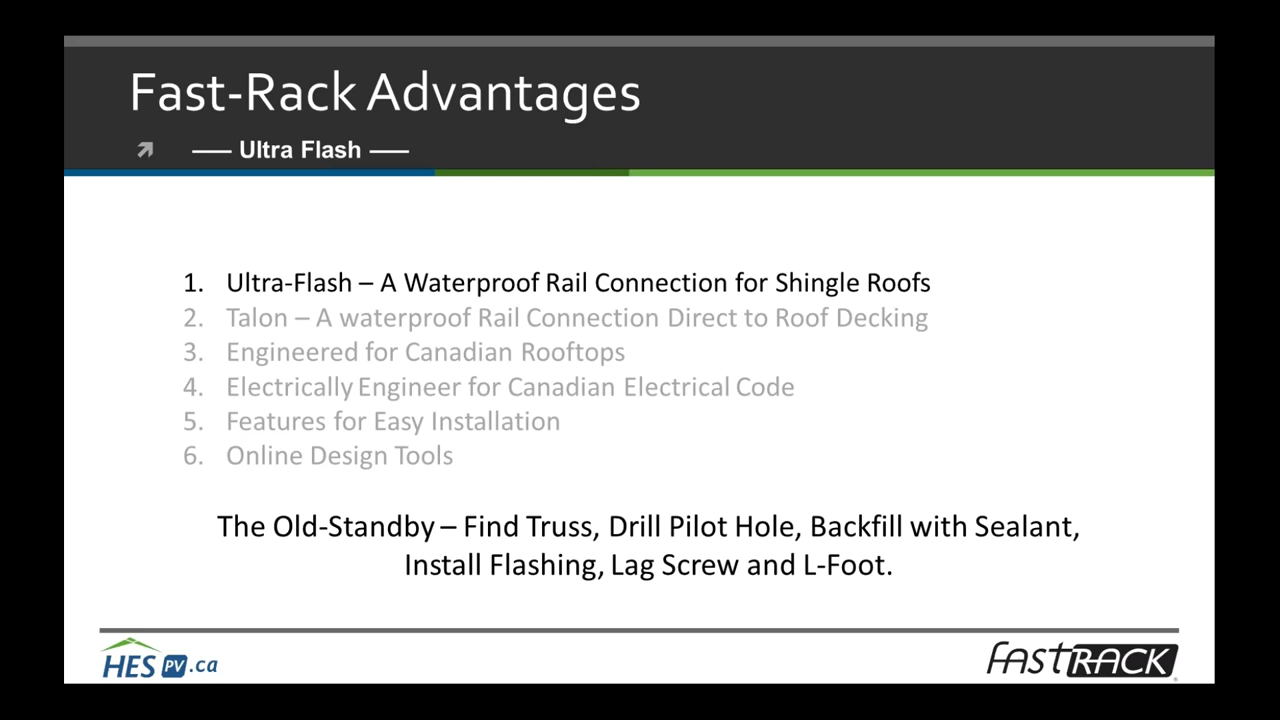 Fast-Rack Advantages
—— Ultra Flash ——
1. Ultra-Flash – A Waterproof Rail Connection for Shingle Roofs
2. Talon – A waterproof Rail Connection Direct to Roof Decking
3. Engineered for Canadian Rooftops
4. Electrically Engineer for Canadian Electrical Code
5. Features for Easy Installation
6. Online Design Tools
The Old-Standby – Find Truss, Drill Pilot Hole, Backfill with Sealant,
Install Flashing, Lag Screw and L-Foot.
HES PV.ca
FASTRACK